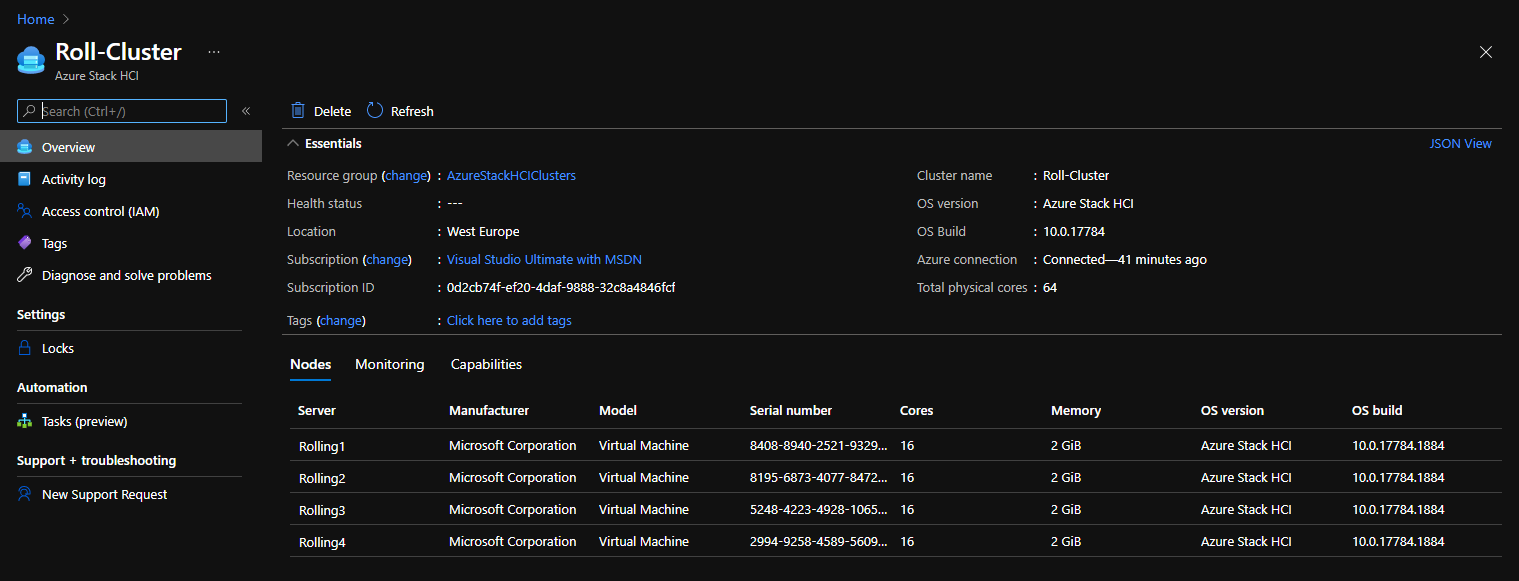 Home >
Roll-Cluster ...
Azure Stack HCI
Search (Ctrl+/)
«
Overview
Activity log
Access control (IAM)
Tags
Diagnose and solve problems
Settings
Locks
Automation
Tasks (preview)
Support + troubleshooting
New Support Request
Delete Refresh
Essentials JSON View
Resource group (change) : AzureStackHCIClusters
Health status : ---
Location : West Europe
Subscription (change) : Visual Studio Ultimate with MSDN
Subscription ID : 0d2cb74f-ef20-4daf-9888-32c8a4846fcf
Tags (change) : Click here to add tags
Cluster name : Roll-Cluster
OS version : Azure Stack HCI
OS Build : 10.0.17784
Azure connection : Connected—41 minutes ago
Total physical cores : 64
Nodes Monitoring Capabilities
Server Manufacturer Model Serial number Cores Memory OS version OS build
Rolling1 Microsoft Corporation Virtual Machine 8408-8940-2521-9329... 16 2 GiB Azure Stack HCI 10.0.17784.1884
Rolling2 Microsoft Corporation Virtual Machine 8195-6873-4077-8472... 16 2 GiB Azure Stack HCI 10.0.17784.1884
Rolling3 Microsoft Corporation Virtual Machine 5248-4223-4928-1065... 16 2 GiB Azure Stack HCI 10.0.17784.1884
Rolling4 Microsoft Corporation Virtual Machine 2994-9258-4589-5609... 16 2 GiB Azure Stack HCI 10.0.17784.1884